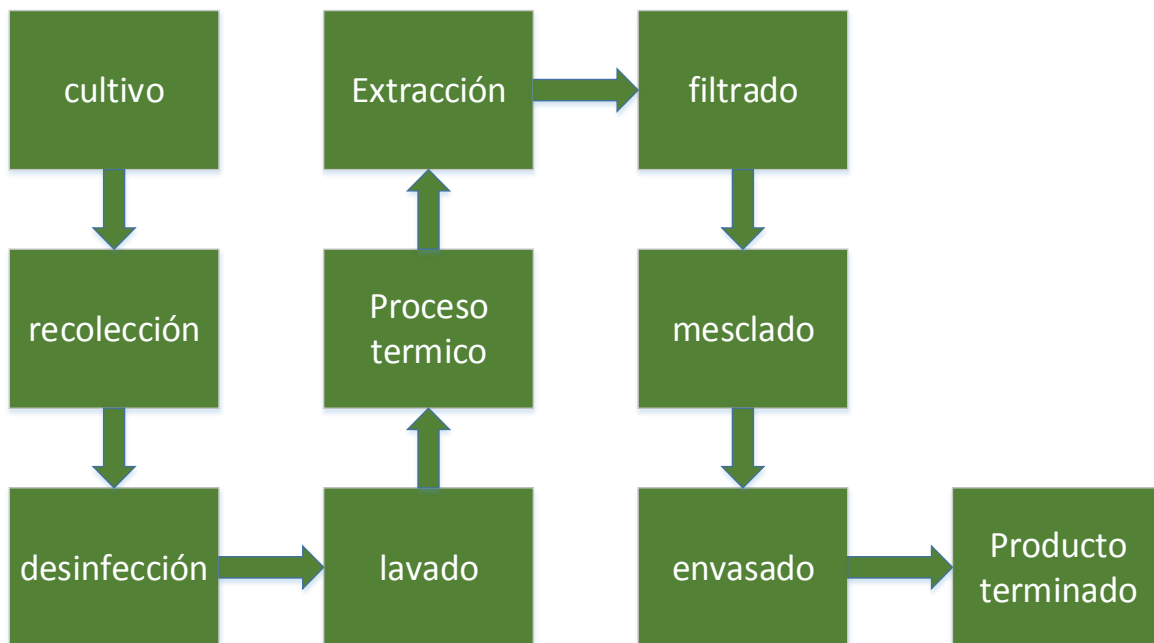 cultivo
recolección
desinfección
lavado
Proceso
termico
Extracción
filtrado
mesclado
envasado
Producto
terminado